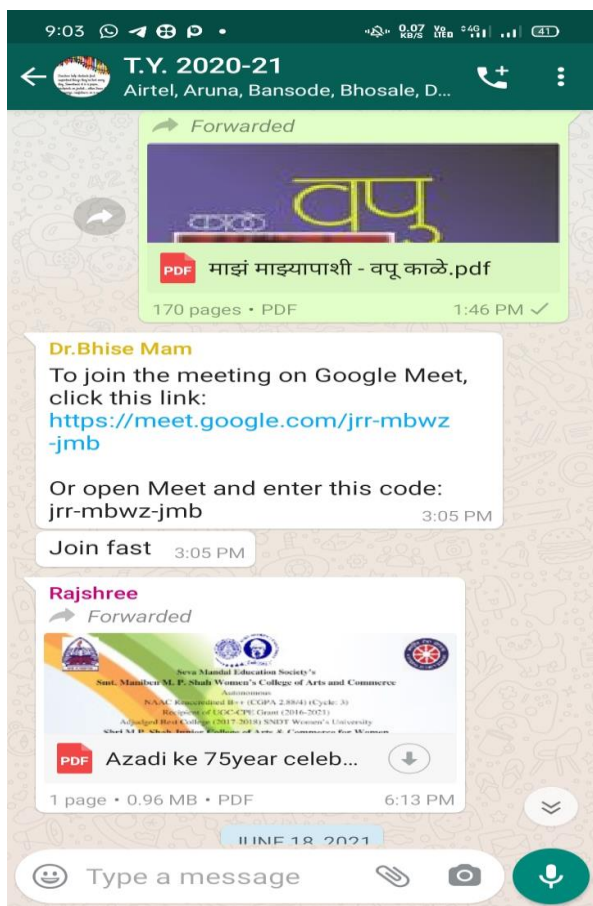 9:03
0.07 KB/S
4G
41
T.Y. 2020-21
Airtel, Aruna, Bansode, Bhosale, D...
Forwarded
काळे वपु
PDF माझं माझ्यापाशी - वपू काळे.pdf
170 pages • PDF 1:46 PM
Dr.Bhise Mam
To join the meeting on Google Meet,
click this link:
https://meet.google.com/jrr-mbwz
-jmb
Or open Meet and enter this code:
jrr-mbwz-jmb
3:05 PM
Join fast 3:05 PM
Rajshree
Forwarded
Seva Mandal Education Society's
Smt. Maniben M. P. Shah Women's College of Arts and Commerce
Autonomous
NAAC Reaccredited B++ (CGPA 2.88/4) (Cycle: 3)
Recipient of UGC-CPE Grant (2016-2021)
Adjudged Best College (2017-2018) SNDT Women's University
Shri M.P. Shah Junior College of Arts & Commerce for Women
PDF Azadi ke 75year celeb...
1 page • 0.96 MB • PDF 6:13 PM
JUNE 18, 2021
Type a message